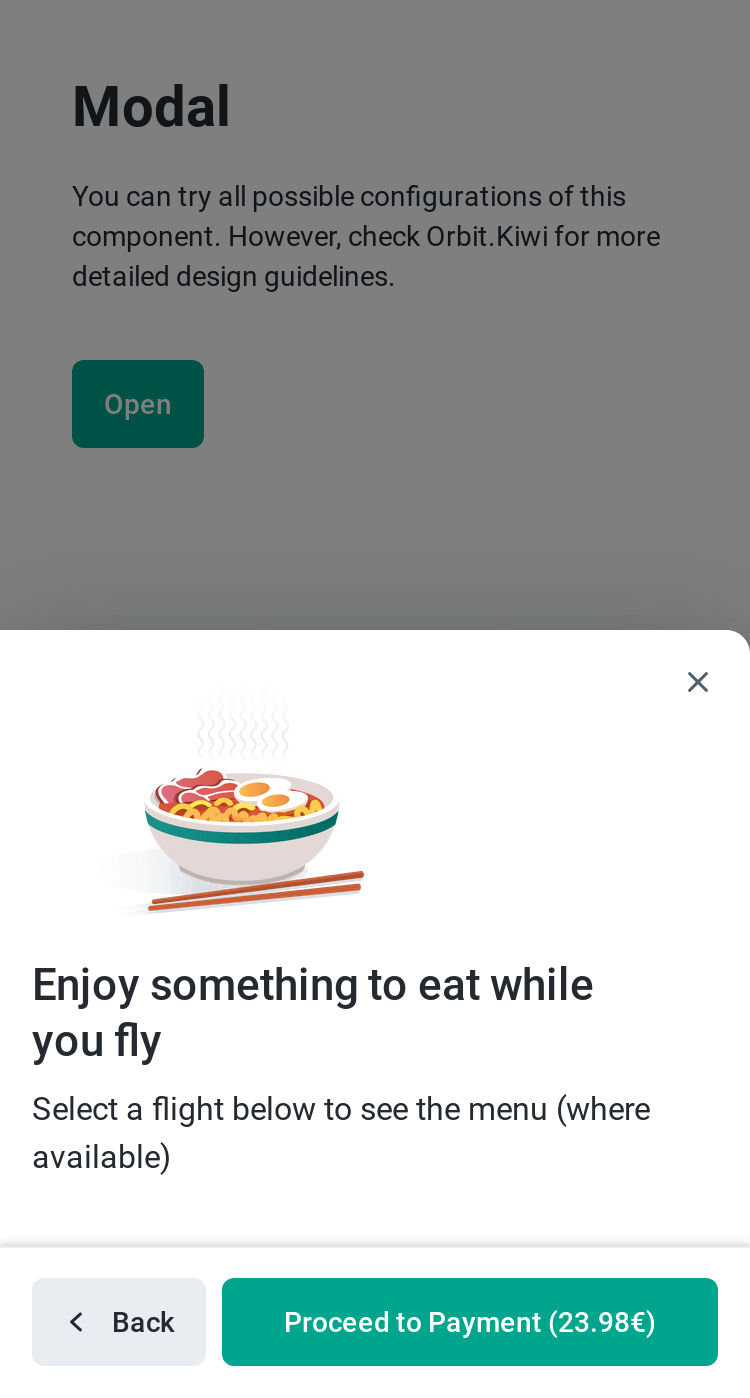 Modal
You can try all possible configurations of this
component. However, check Orbit.Kiwi for more
detailed design guidelines.
Open
Enjoy something to eat while
you fly
Select a flight below to see the menu (where
available)
Back
Proceed to Payment (23.98€)